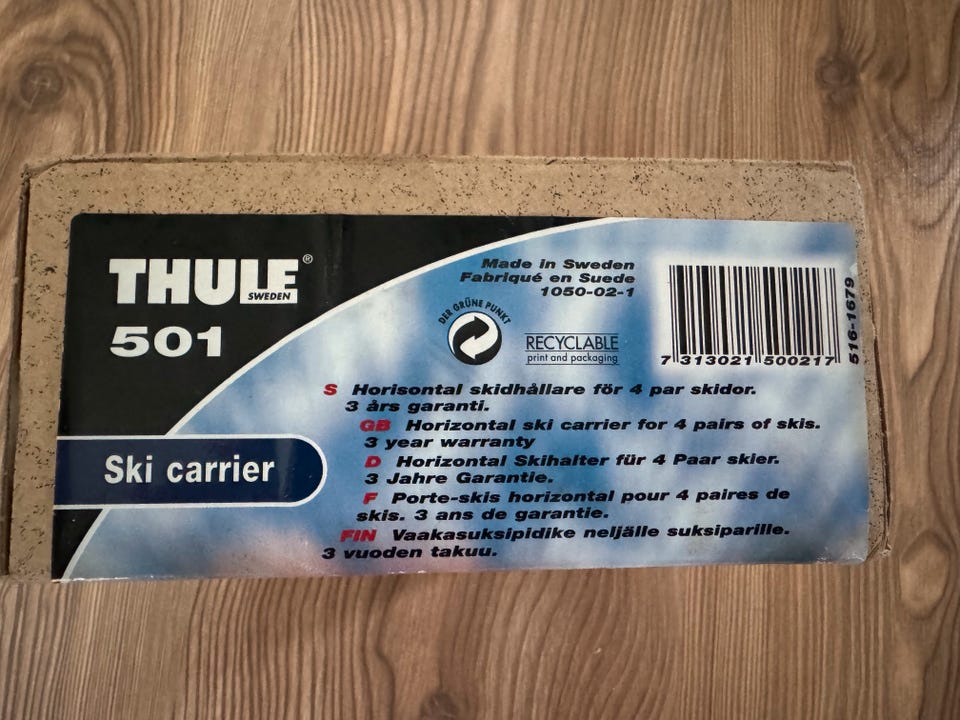 THULE®
SWEDEN
501
Ski carrier
Made in Sweden
Fabriqué en Suede
1050-02-1
DER GRÜNE PUNKT
RECYCLABLE
print and packaging
7 313021 500217
516-1679
S Horisontal skidhållare för 4 par skidor.
3 års garanti.
GB Horizontal ski carrier for 4 pairs of skis.
3 year warranty
D Horizontal Skihalter für 4 Paar skier.
3 Jahre Garantie.
F Porte-skis horizontal pour 4 paires de
skis. 3 ans de garantie.
FIN Vaakasuksipidike neljälle suksiparille.
3 vuoden takuu.